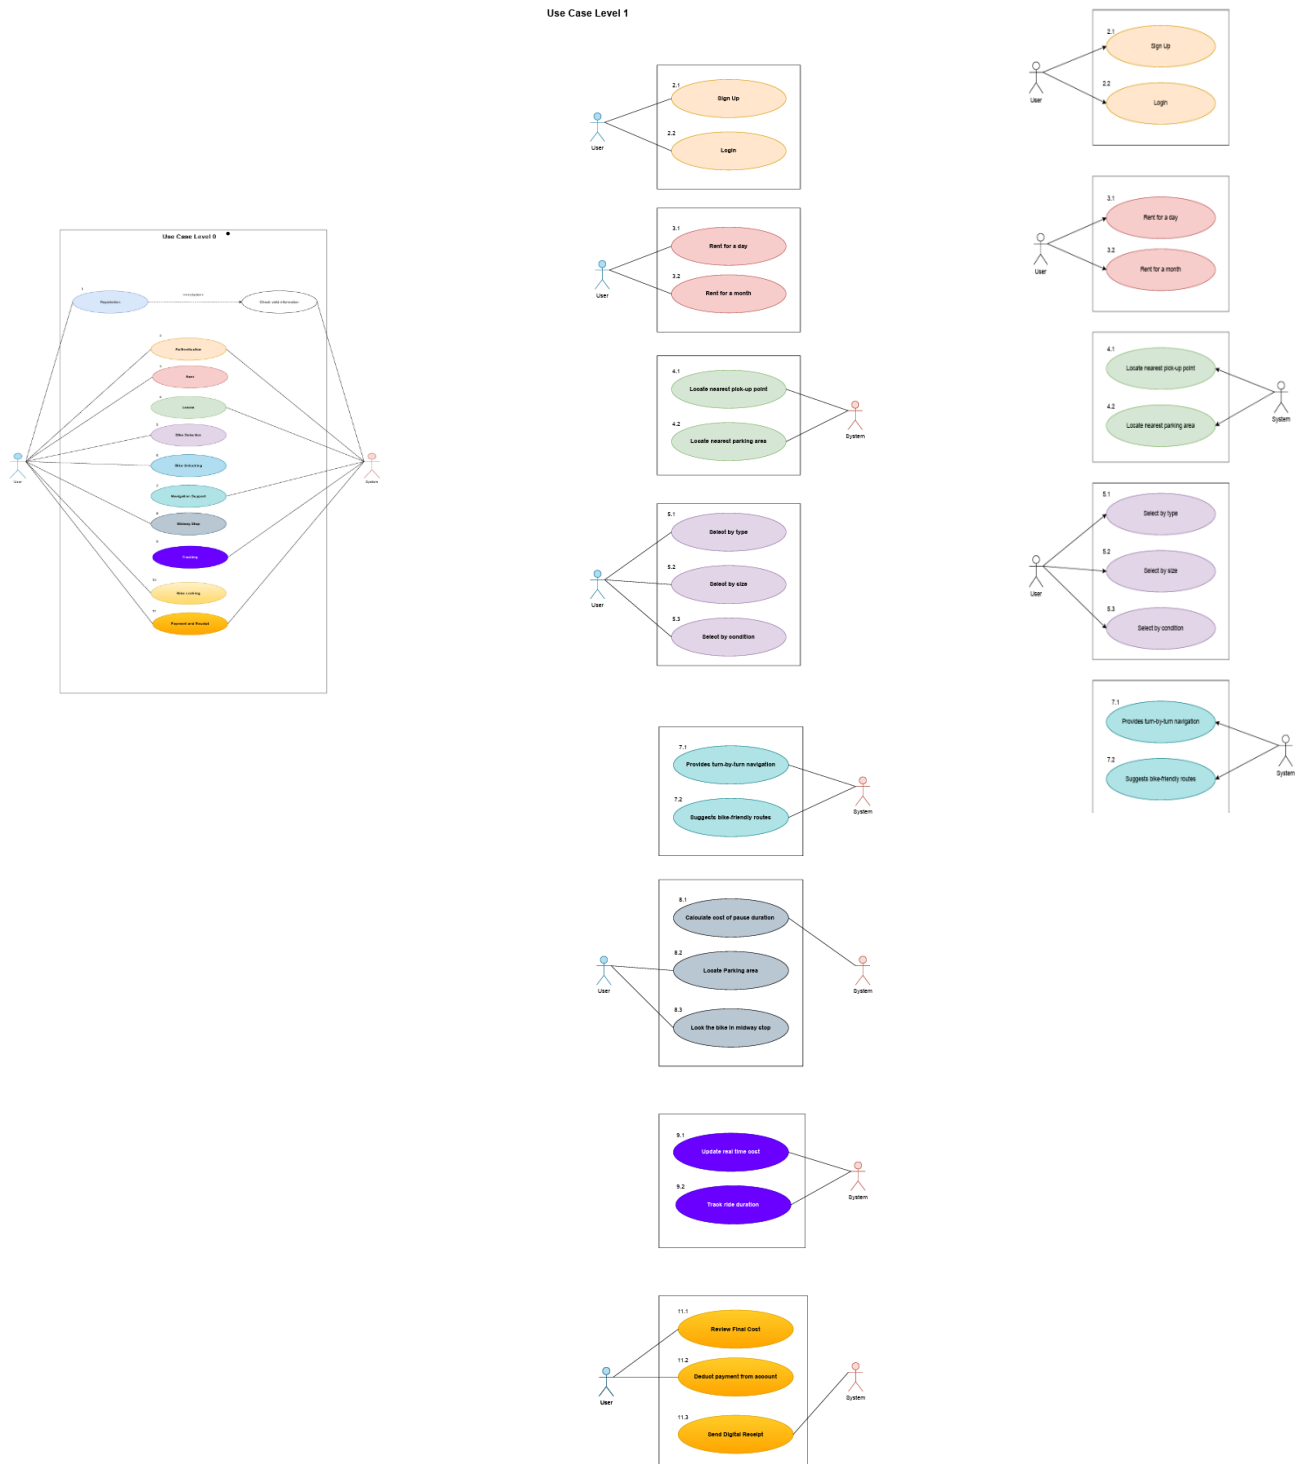 Use Case Level 1
2.1
Sign Up
2.2
Login
User
3.1
Rent for a day
3.2
Rent for a month
User
4.1
Locate nearest pick-up point
4.2
Locate nearest parking area
System
5.1
Select by type
5.2
Select by size
5.3
Select by condition
User
7.1
Provides turn-by-turn navigation
7.2
Suggests bike-friendly routes
System
8.1
Calculate cost of pause duration
8.2
Locate Parking area
8.3
Lock the bike in midway stop
User
System
9.1
Update real time cost
9.2
Track ride duration
System
11.1
Review Final Cost
11.2
Deduct payment from account
11.3
Send Digital Receipt
User
System
2.1
Sign Up
2.2
Login
User
3.1
Rent for a day
3.2
Rent for a month
User
4.1
Locate nearest pick-up point
4.2
Locate nearest parking area
System
5.1
Select by type
5.2
Select by size
5.3
Select by condition
User
7.1
Provides turn-by-turn navigation
7.2
Suggests bike-friendly routes
System
Use Case Level 0
Registration
Check valid information
Authentication
Rent
Locate
Bike Selection
Bike Unlocking
Navigation Support
Midway Stop
Tracking
Bike Locking
Payment and Receipt
User
System